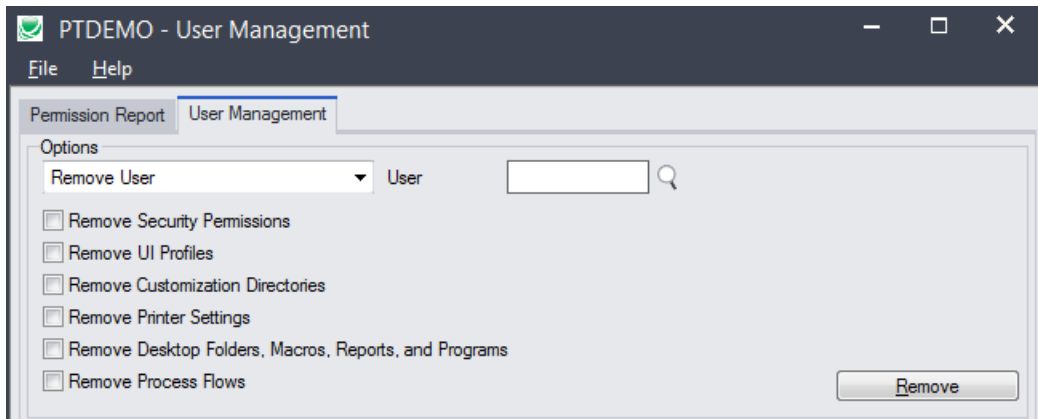 PTDEMO - User Management
File Help
Permission Report User Management
Options
Remove User User
Remove Security Permissions
Remove UI Profiles
Remove Customization Directories
Remove Printer Settings
Remove Desktop Folders, Macros, Reports, and Programs
Remove Process Flows
Remove